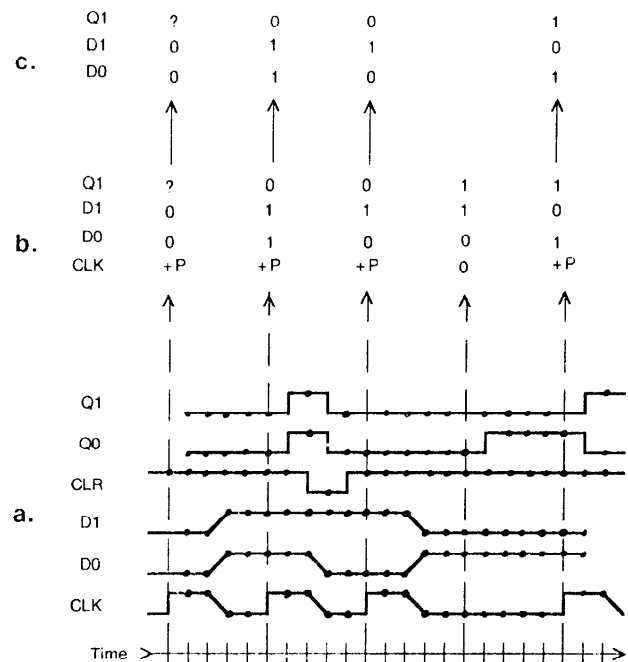 Q1 ? 0 0 1
D1 0 1 1 0
c.
D0 0 1 0 1
Q1 ? 0 0 1 1
D1 0 1 1 1 0
b.
D0 0 1 0 0 1
CLK +P +P +P 0 +P
Q1
Q0
CLR
a.
D1
D0
CLK
Time